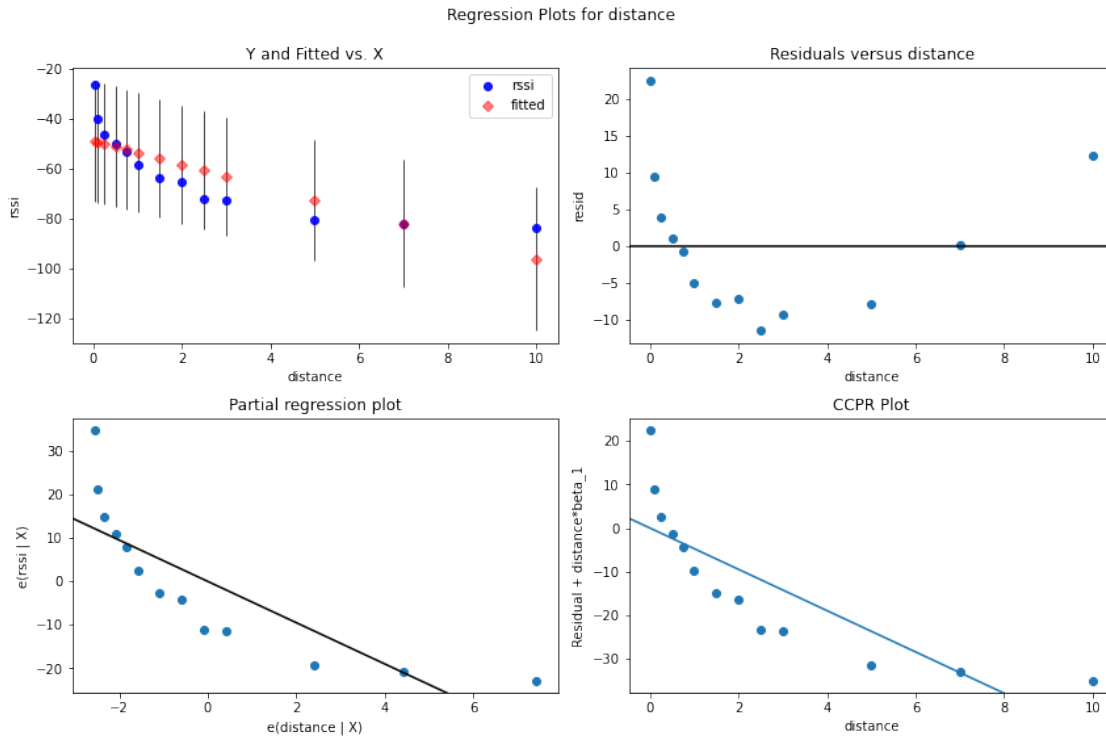 Regression Plots for distance
Y and Fitted vs. X
rssi
fitted
−20
−40
−60
−80
−100
−120
rssi
0 2 4 6 8 10
distance
Residuals versus distance
20
15
10
5
0
−5
−10
resid
0 2 4 6 8 10
distance
Partial regression plot
30
20
10
0
−10
−20
e(rssi | X)
−2 0 2 4 6
e(distance | X)
CCPR Plot
20
10
0
−10
−20
−30
Residual + distance*beta_1
0 2 4 6 8 10
distance